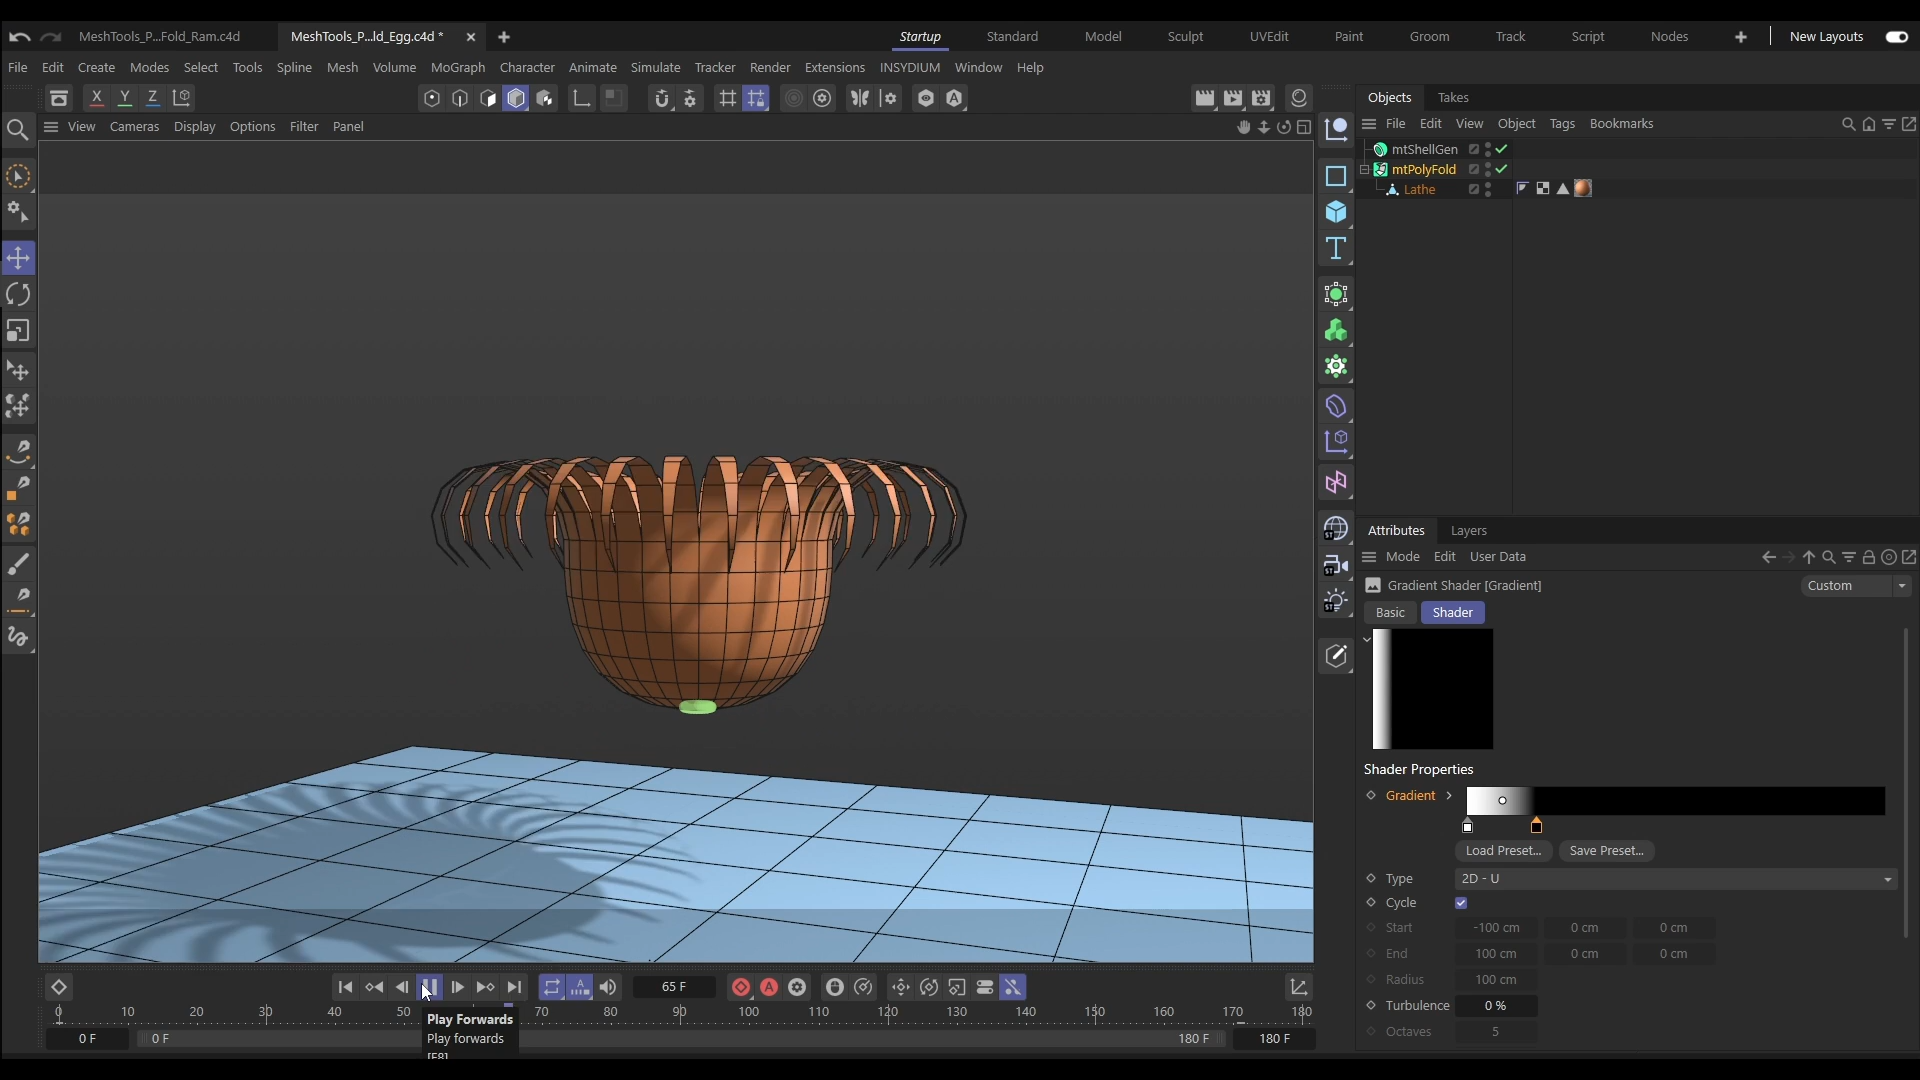 MeshTools_P...Fold_Ram.c4d MeshTools_P...ld_Egg.c4d * Startup Standard Model Sculpt UVEdit Paint Groom Track Script Nodes New Layouts
File Edit Create Modes Select Tools Spline Mesh Volume MoGraph Character Animate Simulate Tracker Render Extensions INSYDIUM Window Help
X Y Z
Objects Takes
View Cameras Display Options Filter Panel
File Edit View Object Tags Bookmarks
mtShellGen
mtPolyFold
Lathe
Attributes Layers
Mode Edit User Data
Gradient Shader [Gradient] Custom
Basic Shader
Shader Properties
Gradient
Load Preset... Save Preset...
Type 2D - U
Cycle
Start -100 cm 0 cm 0 cm
End 100 cm 0 cm 0 cm
Radius 100 cm
Turbulence 0 %
Octaves 5
65 F
0 10 20 30 40 50 70 80 90 100 110 120 130 140 150 160 170 180
Play Forwards
Play forwards
[F8]
0 F 0 F 180 F 180 F